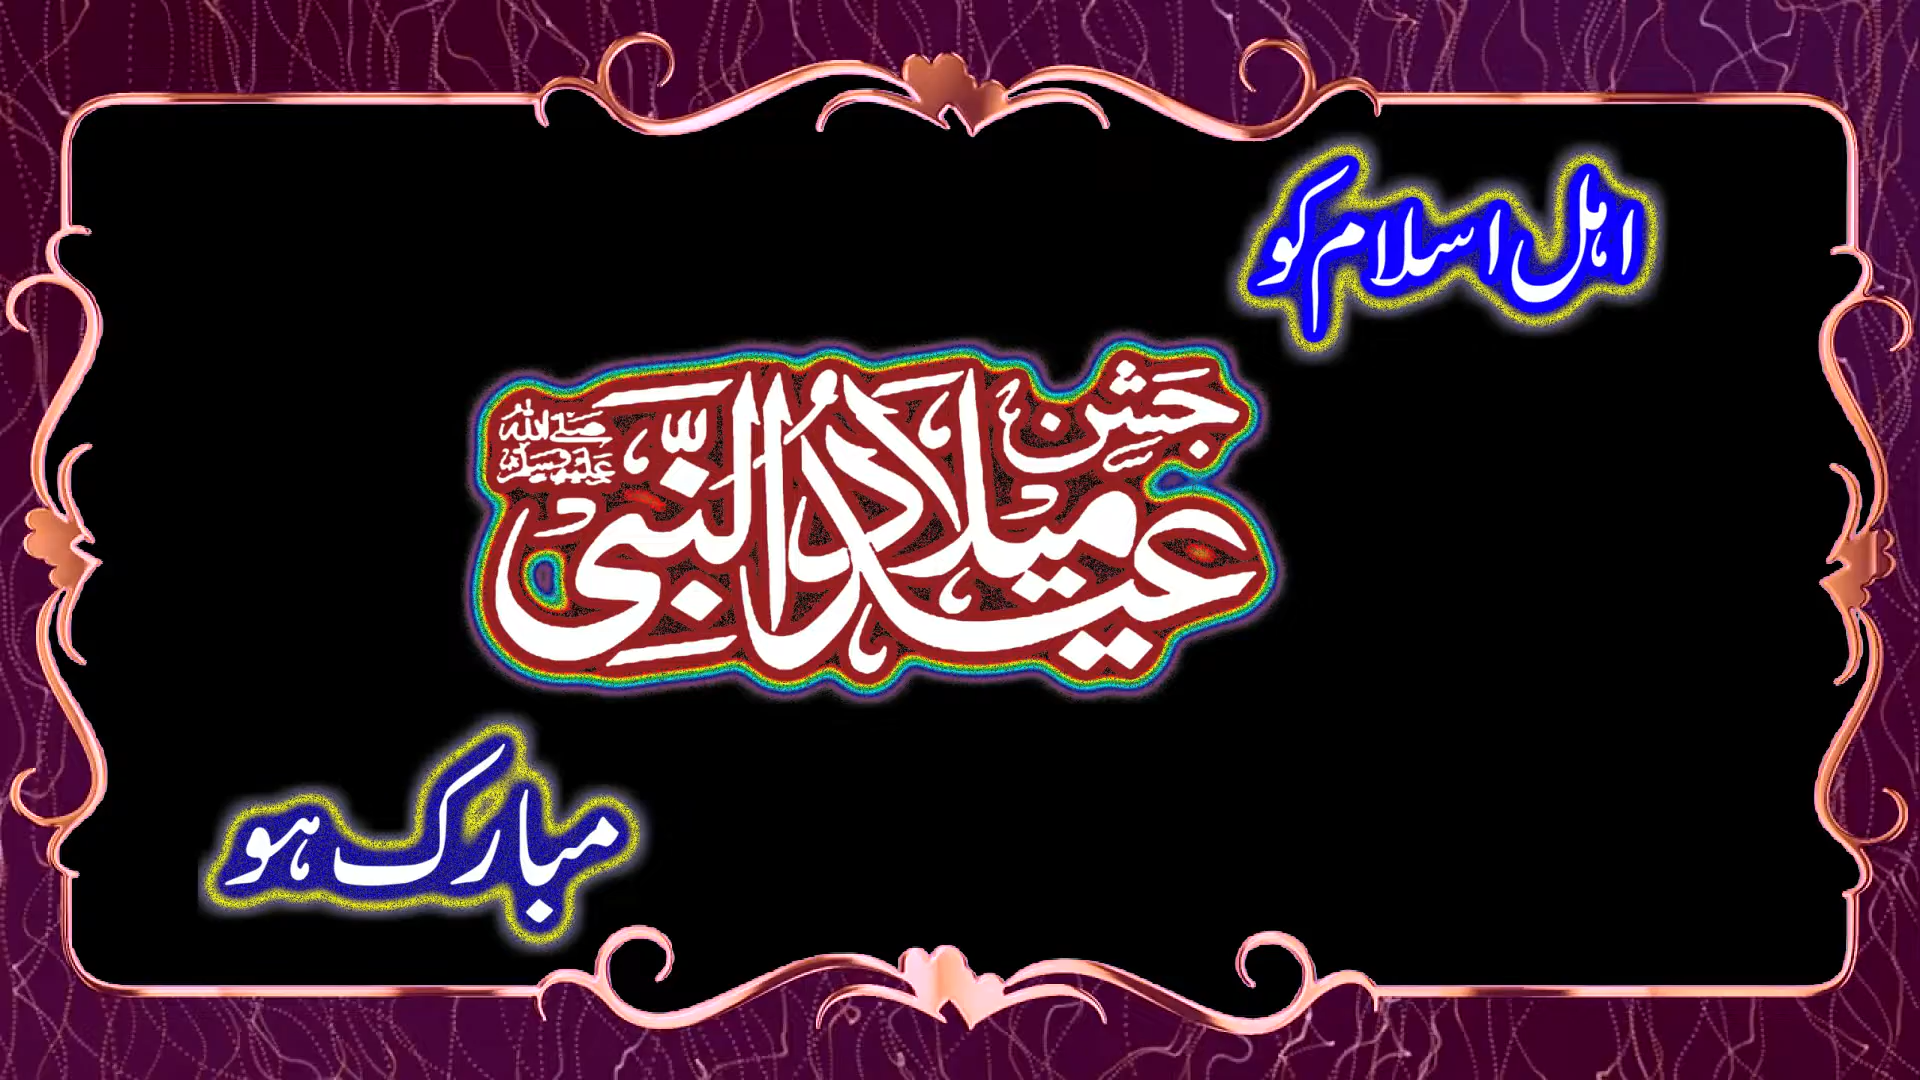 اہل اسلام کو
جشن
عید میلاد النبی
صلی اللہ علیہ وسلم
مبارک ہو